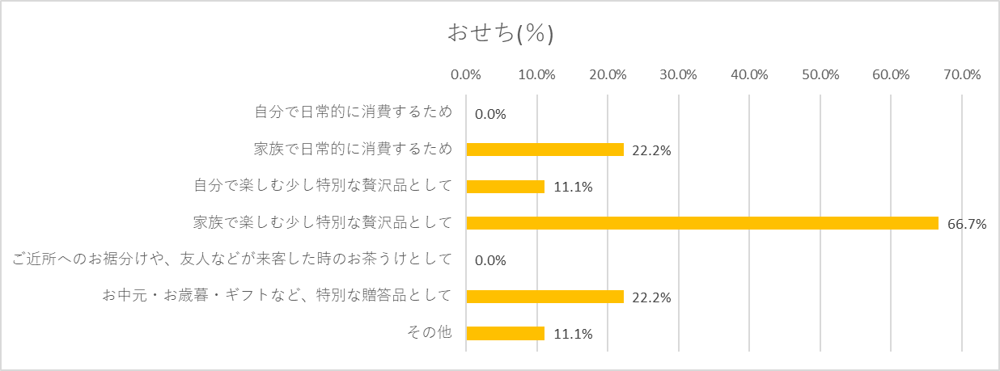 おせち(％)
0.0% 10.0% 20.0% 30.0% 40.0% 50.0% 60.0% 70.0%
自分で日常的に消費するため 0.0%
家族で日常的に消費するため 22.2%
自分で楽しむ少し特別な贅沢品として 11.1%
家族で楽しむ少し特別な贅沢品として 66.7%
ご近所へのお裾分けや、友人などが来客した時のお茶うけとして 0.0%
お中元・お歳暮・ギフトなど、特別な贈答品として 22.2%
その他 11.1%